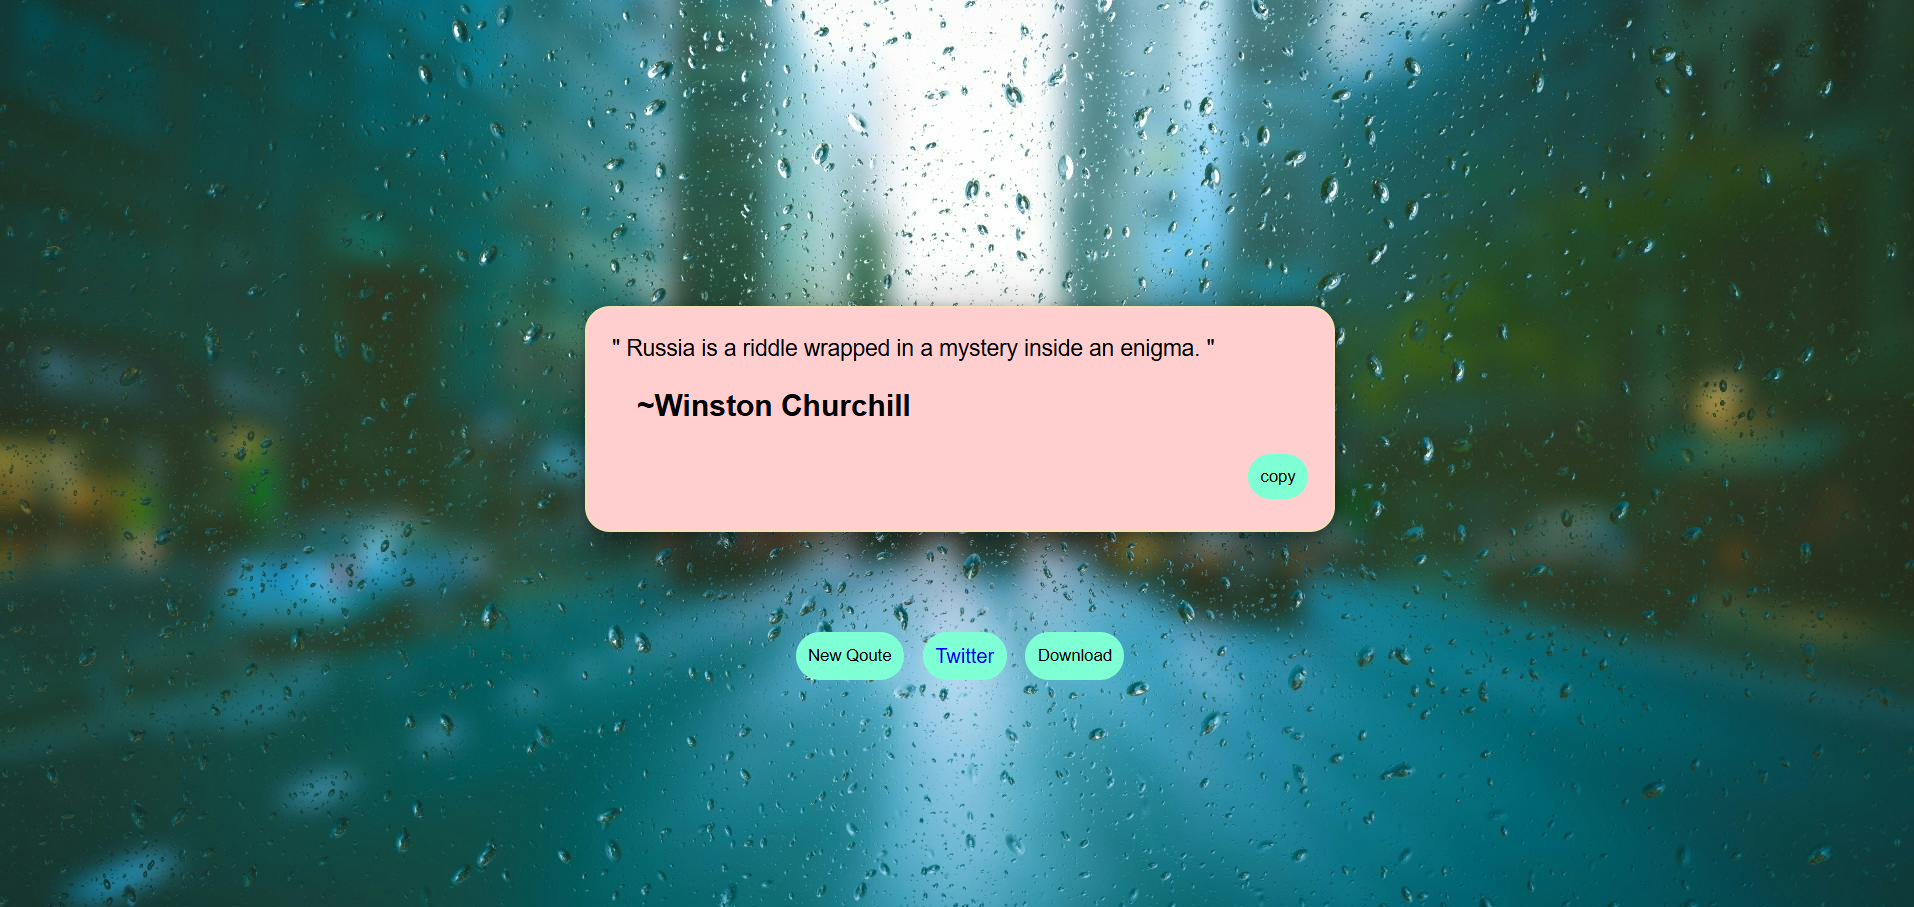 " Russia is a riddle wrapped in a mystery inside an enigma. "
~Winston Churchill
copy
New Qoute
Twitter
Download